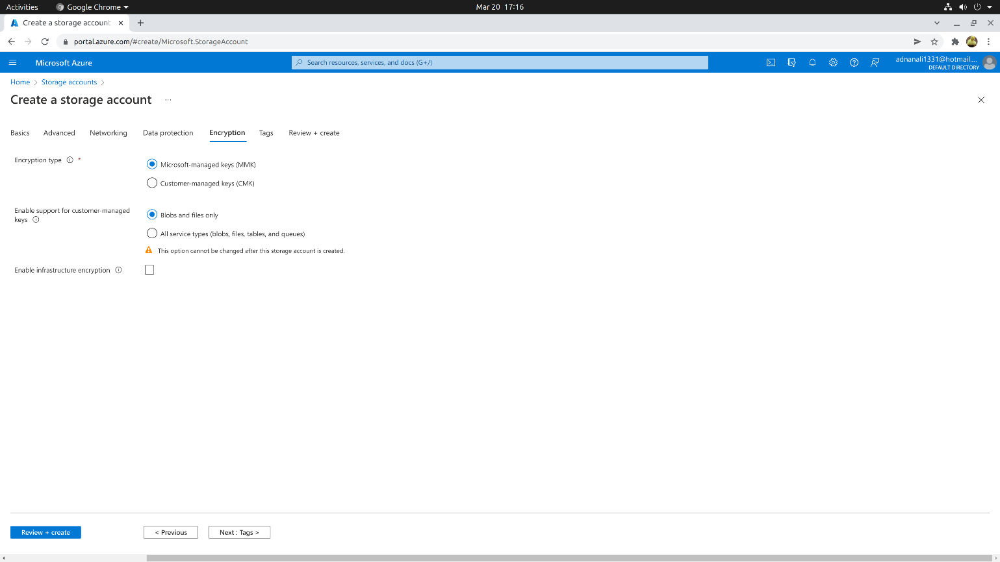 Activities
Google Chrome
Mar 20 17:16
Create a storage account
portal.azure.com/#create/Microsoft.StorageAccount
Microsoft Azure
Search resources, services, and docs (G+/)
adnanali1331@hotmail....
DEFAULT DIRECTORY
Home > Storage accounts >
Create a storage account ...
Basics
Advanced
Networking
Data protection
Encryption
Tags
Review + create
Encryption type *
Microsoft-managed keys (MMK)
Customer-managed keys (CMK)
Enable support for customer-managed
keys
Blobs and files only
All service types (blobs, files, tables, and queues)
This option cannot be changed after this storage account is created.
Enable infrastructure encryption
Review + create
< Previous
Next : Tags >